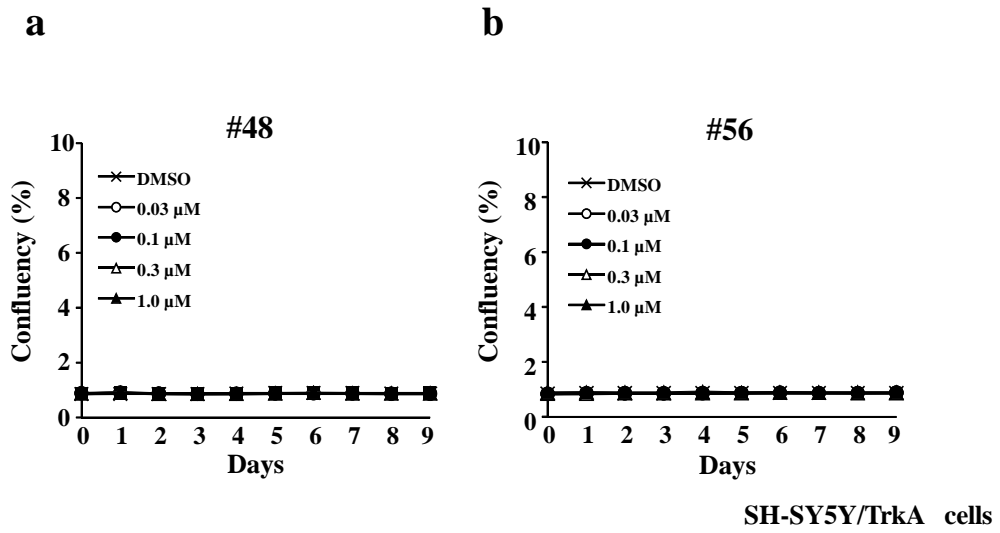 a
#48
10
8
6
4
2
0
Confluency (%)
DMSO
0.03 µM
0.1 µM
0.3 µM
1.0 µM
0 1 2 3 4 5 6 7 8 9
Days
b
#56
10
8
6
4
2
0
Confluency (%)
DMSO
0.03 µM
0.1 µM
0.3 µM
1.0 µM
0 1 2 3 4 5 6 7 8 9
Days
SH-SY5Y/TrkA cells